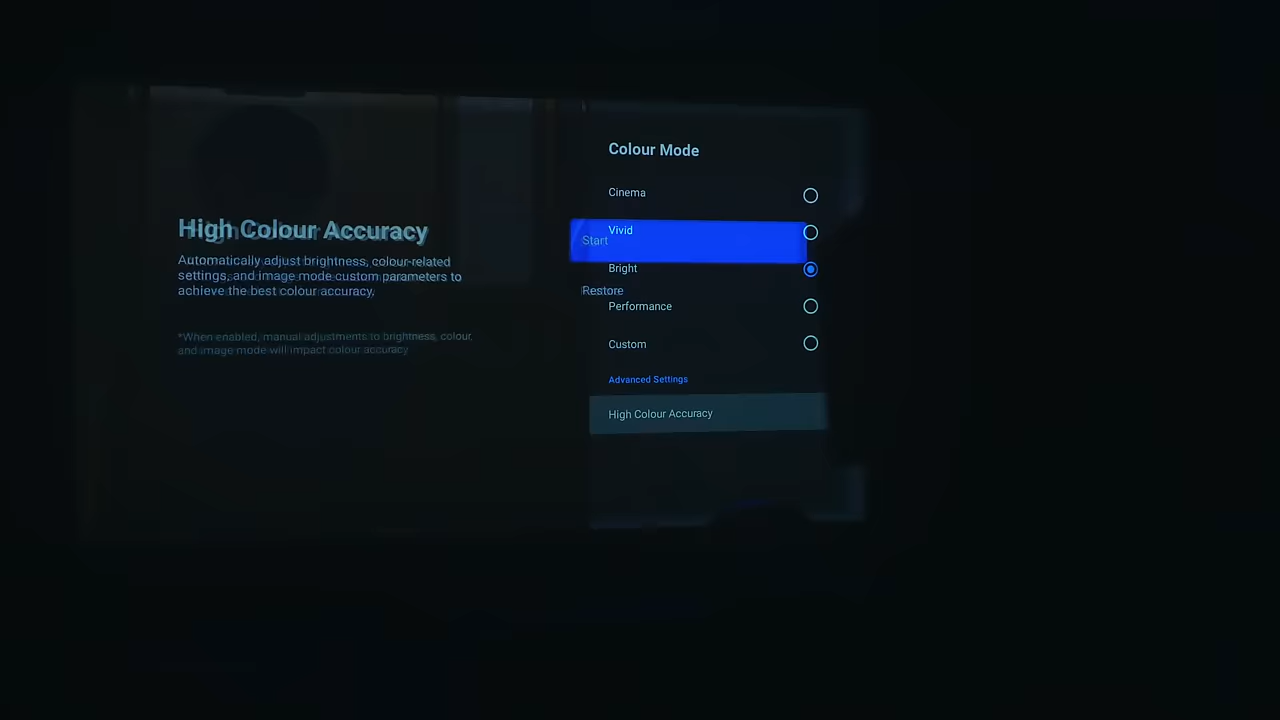 High Colour Accuracy
Automatically adjust brightness, colour-related
settings, and image mode custom parameters to
achieve the best colour accuracy,
*When enabled, manual adjustments to brightness, colour,
and image mode will impact colour accuracy
Start
Restore
Colour Mode
Cinema
Vivid
Bright
Performance
Custom
Advanced Settings
High Colour Accuracy